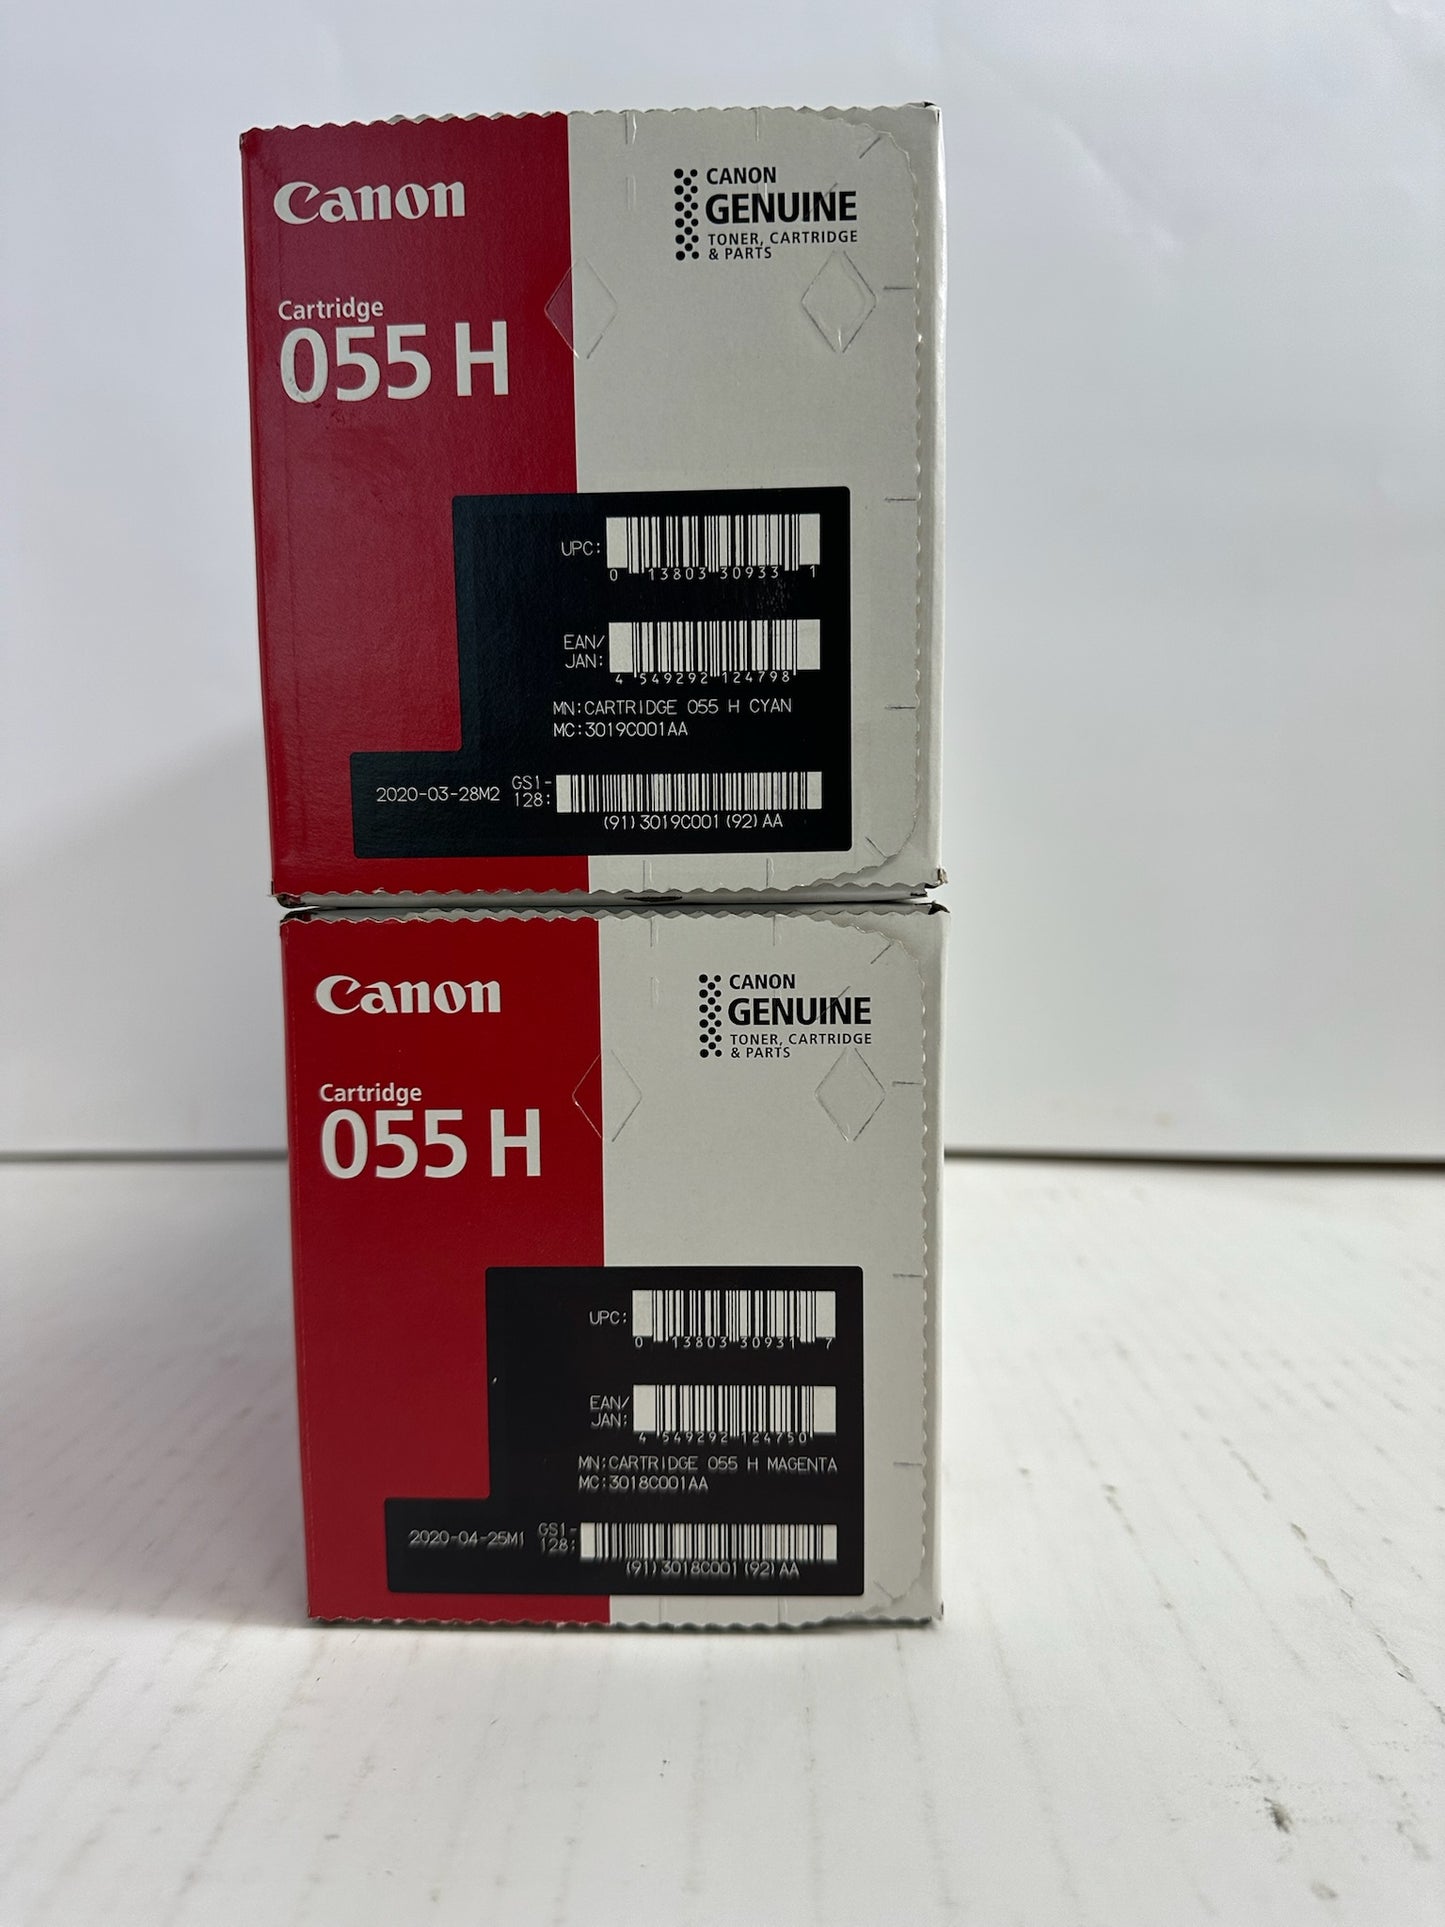 Canon
CANON
GENUINE
TONER, CARTRIDGE
& PARTS
Cartridge
055 H
UPC:
0 13803 30933 1
EAN/
JAN:
4 549292 124798
MN:CARTRIDGE 055 H CYAN
MC:3019C001AA
2020-03-28M2
GS1-
128:
(91)3019C001(92)AA
Canon
CANON
GENUINE
TONER, CARTRIDGE
& PARTS
Cartridge
055 H
UPC:
0 13803 30931 7
EAN/
JAN:
4 549292 124750
MN:CARTRIDGE 055 H MAGENTA
MC:3018C001AA
2020-04-25M1
GS1-
128:
(91)3018C001(92)AA